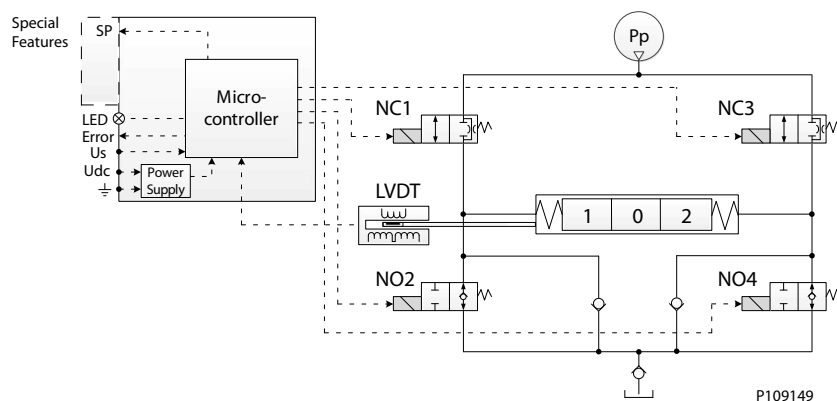 Special
Features
SP
Pp
Micro-
controller
NC1
NC3
LED
Error
Us
Udc
Power
Supply
LVDT
1 0 2
NO2
NO4
P109149